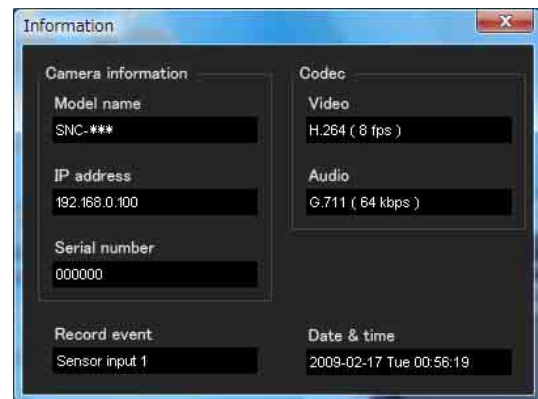 Information
X
Camera information
Model name
SNC-***
IP address
192.168.0.100
Serial number
000000
Codec
Video
H.264 ( 8 fps )
Audio
G.711 ( 64 kbps )
Record event
Sensor input 1
Date & time
2009-02-17 Tue 00:56:19